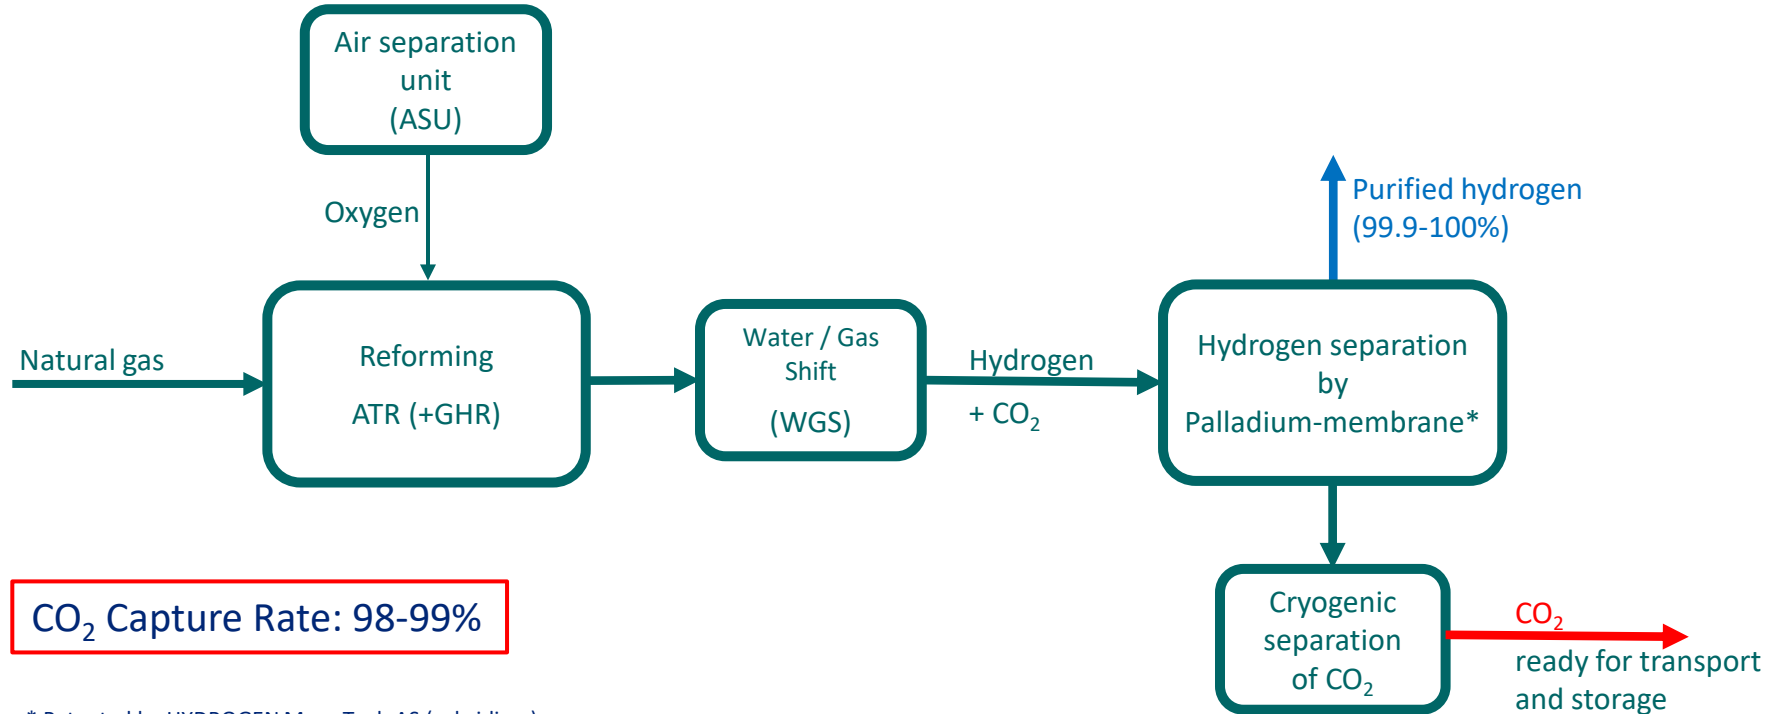 Air separation
unit
(ASU)
Oxygen
Purified hydrogen
(99.9-100%)
Natural gas
Reforming
ATR (+GHR)
Water / Gas
Shift
(WGS)
Hydrogen
+ CO₂
Hydrogen separation
by
Palladium-membrane*
CO₂ Capture Rate: 98-99%
Cryogenic
separation
of CO₂
CO₂
ready for transport
and storage